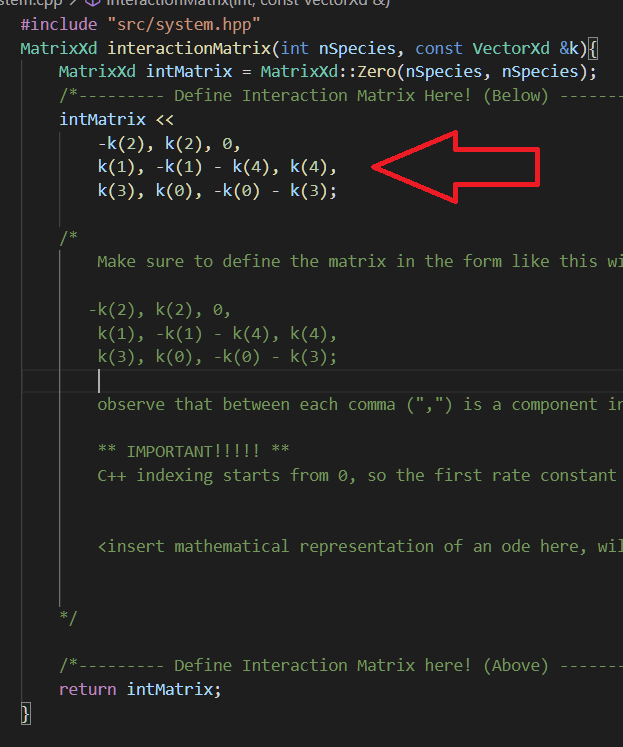 stem.cpp > interactionMatrix(int, const VectorXd &)
#include "src/system.hpp"
MatrixXd interactionMatrix(int nSpecies, const VectorXd &k){
MatrixXd intMatrix = MatrixXd::Zero(nSpecies, nSpecies);
/*--------- Define Interaction Matrix Here! (Below) -------
intMatrix <<
-k(2), k(2), 0,
k(1), -k(1) - k(4), k(4),
k(3), k(0), -k(0) - k(3);
/*
Make sure to define the matrix in the form like this wi
-k(2), k(2), 0,
k(1), -k(1) - k(4), k(4),
k(3), k(0), -k(0) - k(3);
observe that between each comma (",") is a component in
** IMPORTANT!!!!! **
C++ indexing starts from 0, so the first rate constant
<insert mathematical representation of an ode here, wil
*/
/*--------- Define Interaction Matrix here! (Above) -------
return intMatrix;
}